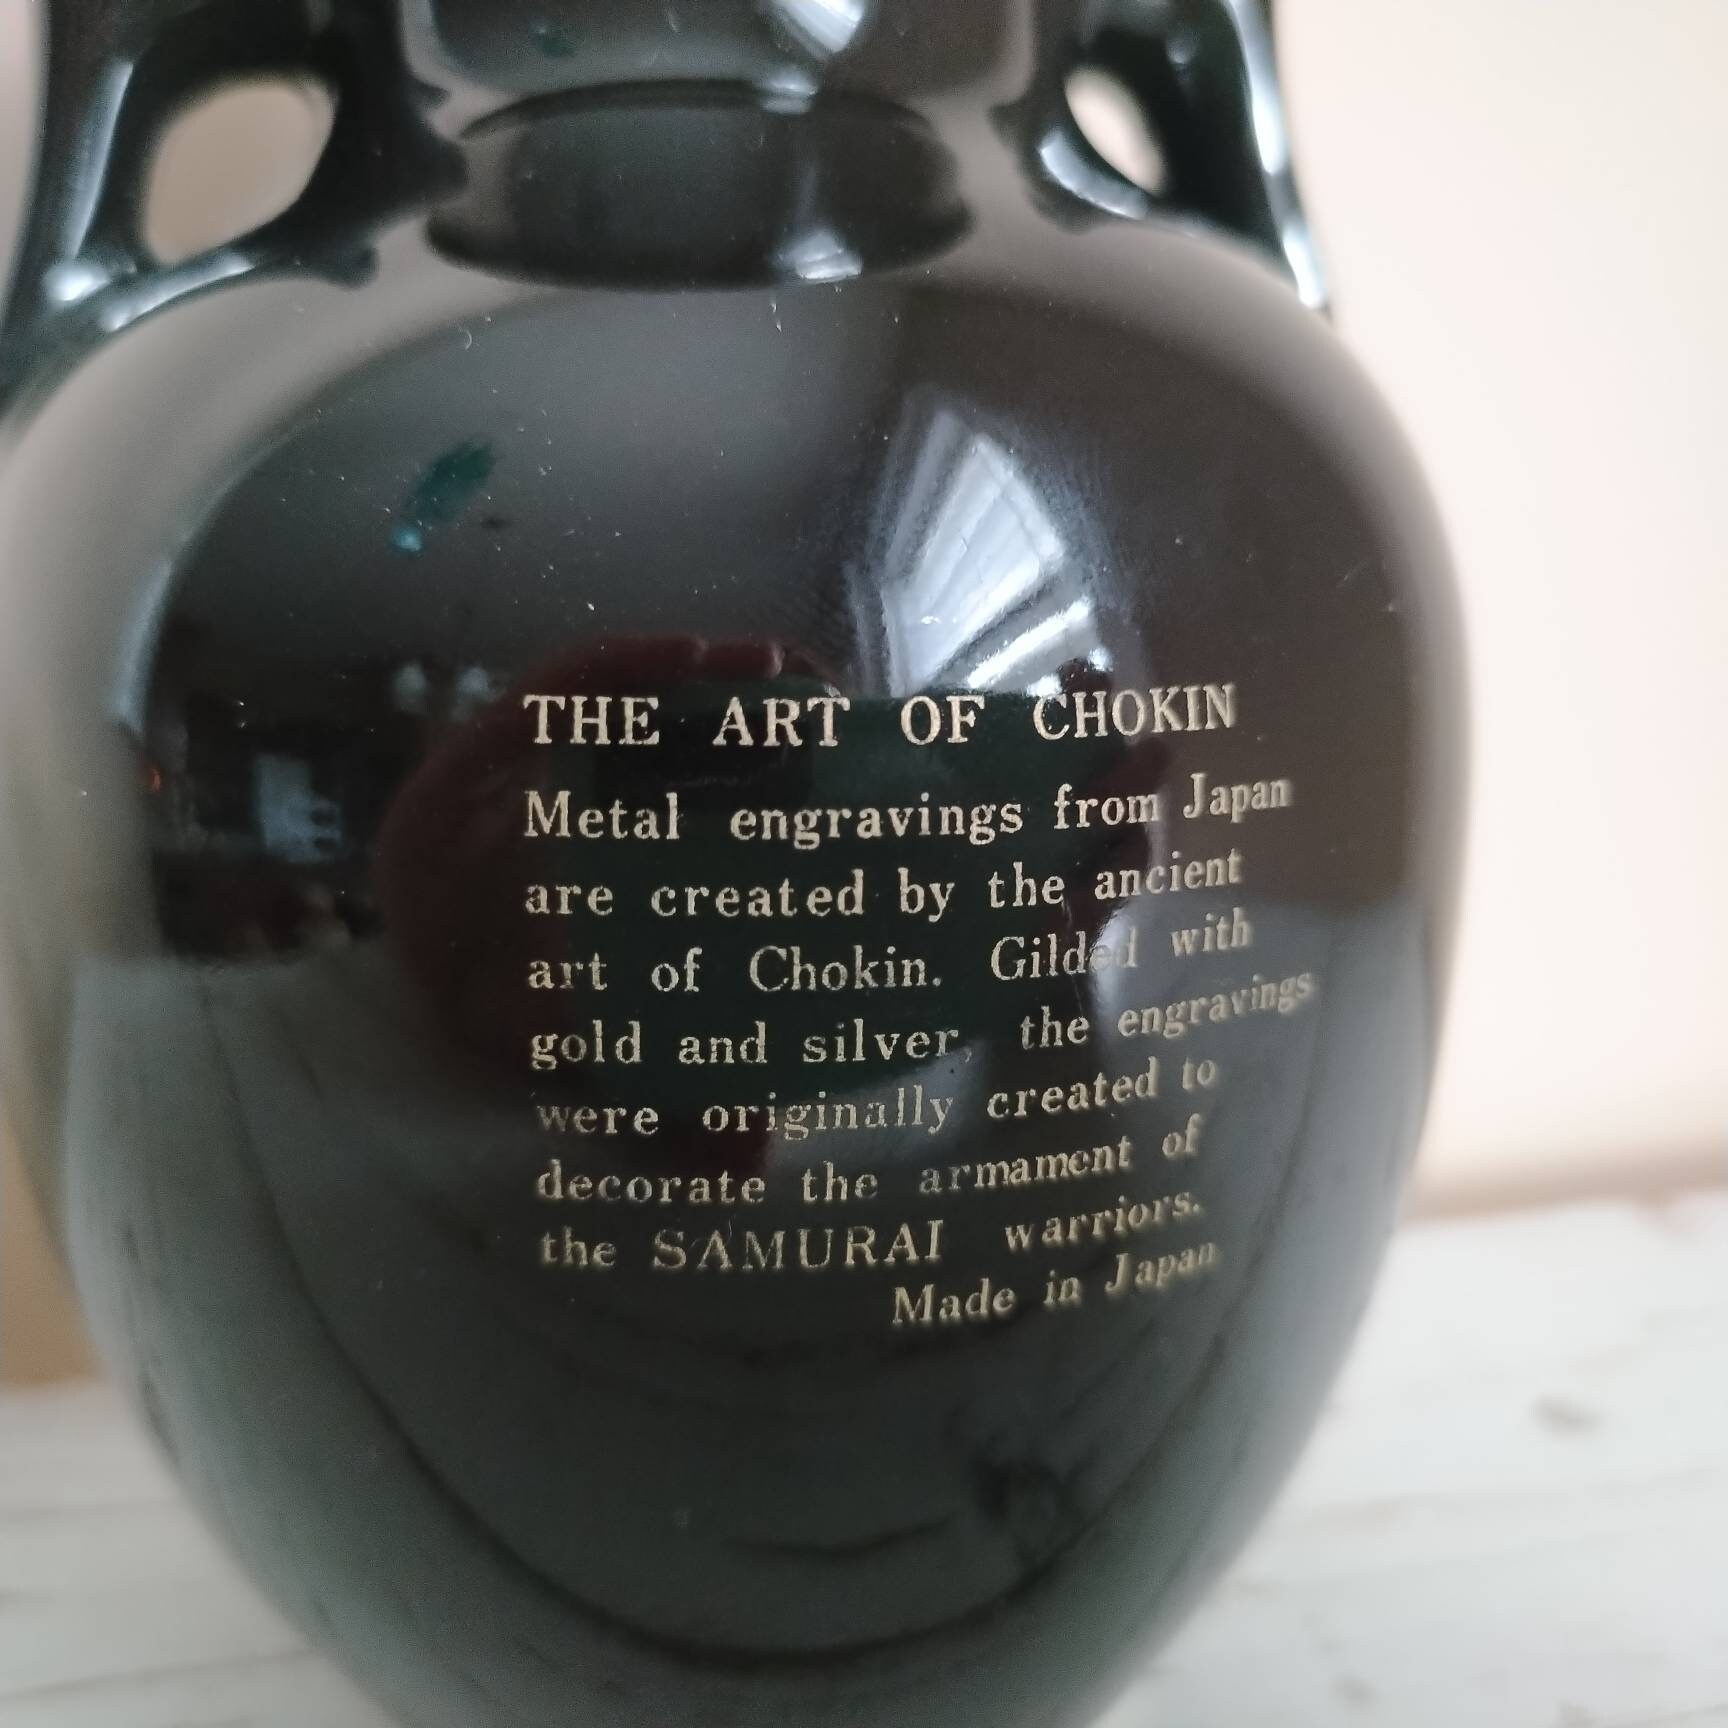 THE ART OF CHOKIN
Metal engravings from Japan
are created by the ancient
art of Chokin. Gilded with
gold and silver, the engravings
were originally created to
decorate the armament of
the SAMURAI warriors.
Made in Japan